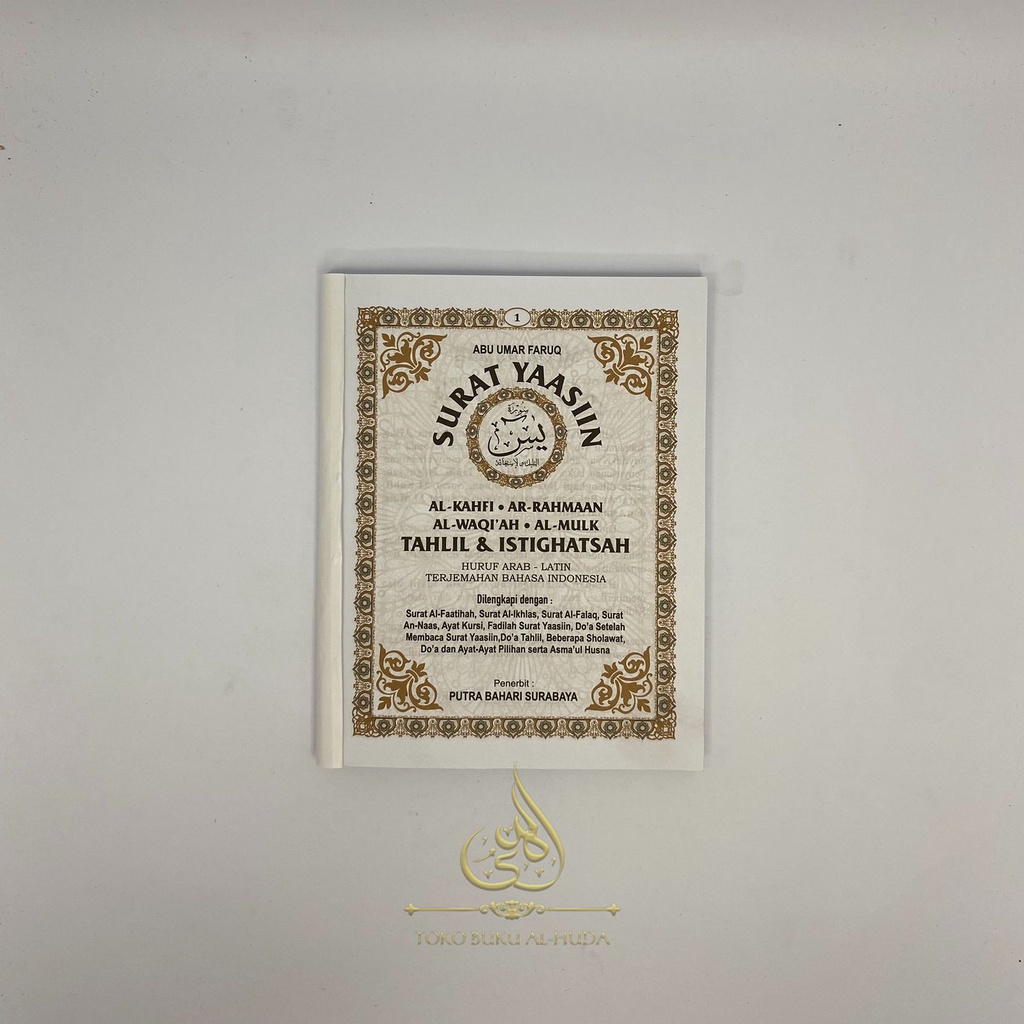 1
ABU UMAR FARUQ
SURAT YAASIIN
سورة
يس
AL-KAHFI • AR-RAHMAAN
AL-WAQI'AH • AL-MULK
TAHLIL & ISTIGHATSAH
HURUF ARAB - LATIN
TERJEMAHAN BAHASA INDONESIA
Dilengkapi dengan :
Surat Al-Faatihah, Surat Al-Ikhlas, Surat Al-Falaq, Surat
An-Naas, Ayat Kursi, Fadilah Surat Yaasiin, Do'a Setelah
Membaca Surat Yaasiin,Do'a Tahlil, Beberapa Sholawat,
Do'a dan Ayat-Ayat Pilihan serta Asma'ul Husna
Penerbit :
PUTRA BAHARI SURABAYA
الهدى
TOKO BUKU AL-HUDA